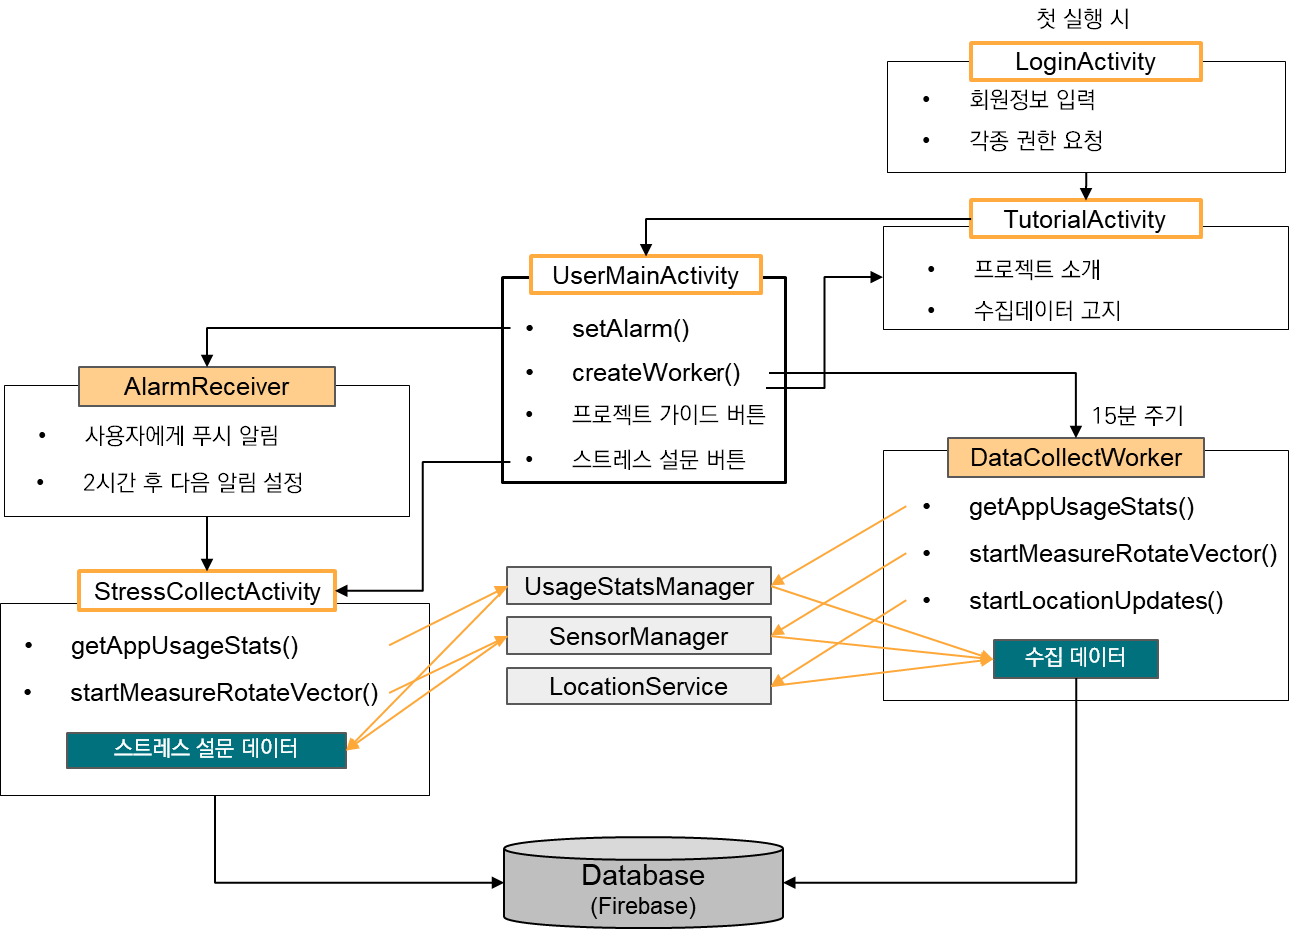 첫 실행 시
LoginActivity
• 회원정보 입력
• 각종 권한 요청
TutorialActivity
• 프로젝트 소개
• 수집데이터 고지
UserMainActivity
• setAlarm()
• createWorker()
• 프로젝트 가이드 버튼
• 스트레스 설문 버튼
AlarmReceiver
• 사용자에게 푸시 알림
• 2시간 후 다음 알림 설정
15분 주기
DataCollectWorker
• getAppUsageStats()
• startMeasureRotateVector()
• startLocationUpdates()
수집 데이터
StressCollectActivity
• getAppUsageStats()
• startMeasureRotateVector()
스트레스 설문 데이터
UsageStatsManager
SensorManager
LocationService
Database
(Firebase)